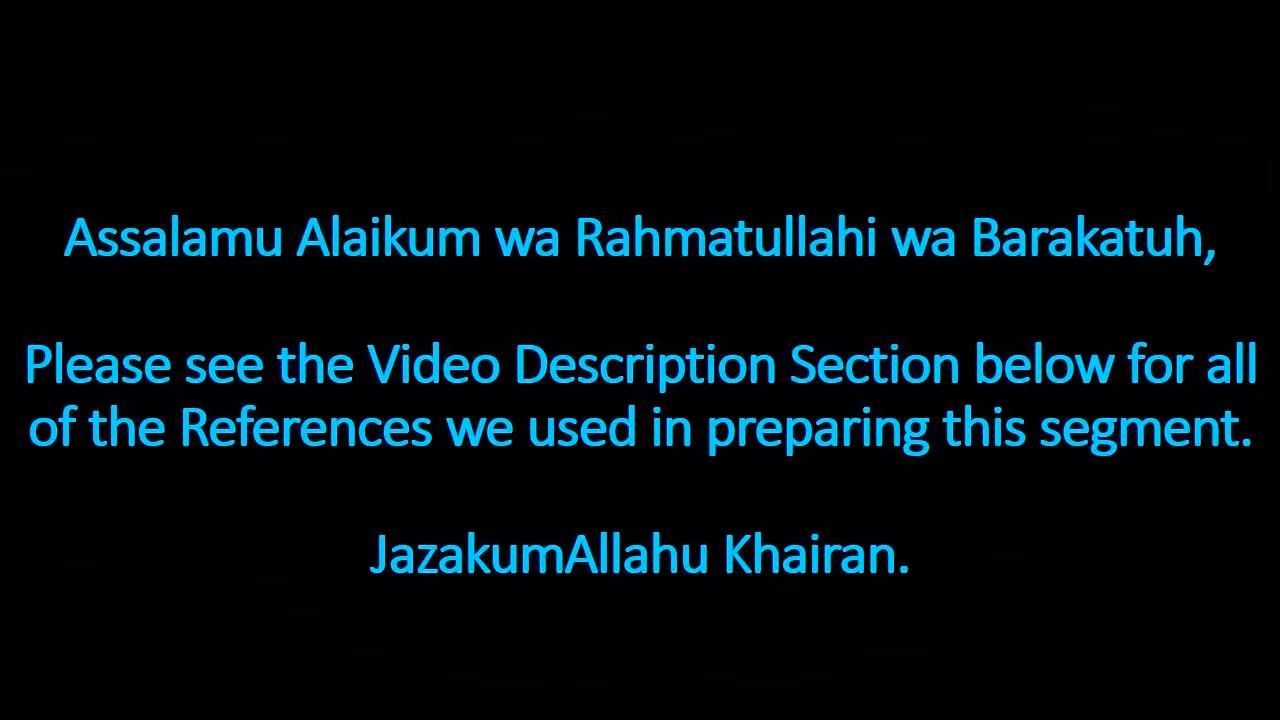 Assalamu Alaikum wa Rahmatullahi wa Barakatuh,
Please see the Video Description Section below for all
of the References we used in preparing this segment.
JazakumAllahu Khairan.